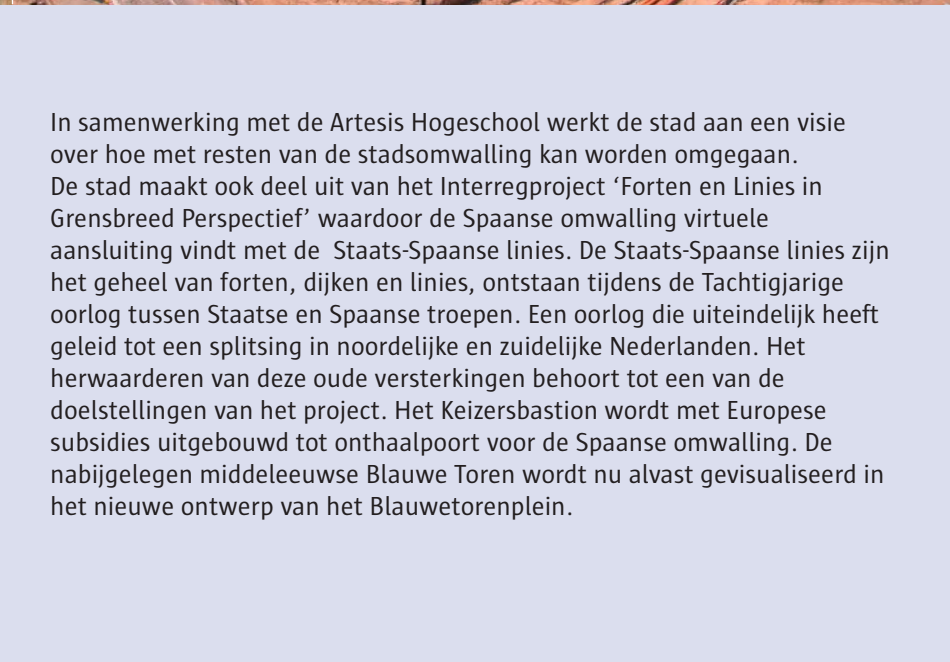 In samenwerking met de Artesis Hogeschool werkt de stad aan een visie
over hoe met resten van de stadsomwalling kan worden omgegaan.
De stad maakt ook deel uit van het Interregproject ‘Forten en Linies in
Grensbreed Perspectief’ waardoor de Spaanse omwalling virtuele
aansluiting vindt met de  Staats-Spaanse linies. De Staats-Spaanse linies zijn
het geheel van forten, dijken en linies, ontstaan tijdens de Tachtigjarige
oorlog tussen Staatse en Spaanse troepen. Een oorlog die uiteindelijk heeft
geleid tot een splitsing in noordelijke en zuidelijke Nederlanden. Het
herwaarderen van deze oude versterkingen behoort tot een van de
doelstellingen van het project. Het Keizersbastion wordt met Europese
subsidies uitgebouwd tot onthaalpoort voor de Spaanse omwalling. De
nabijgelegen middeleeuwse Blauwe Toren wordt nu alvast gevisualiseerd in
het nieuwe ontwerp van het Blauwetorenplein.